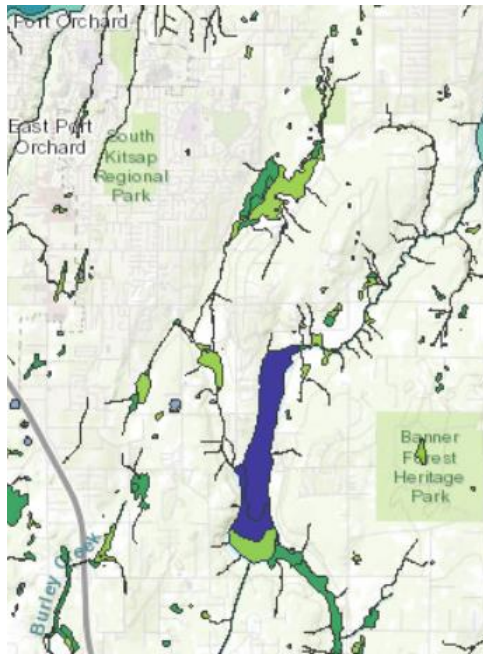 Port Orchard
East Port
Orchard
South
Kitsap
Regional
Park
Banner
Forest
Heritage
Park
Burley Creek